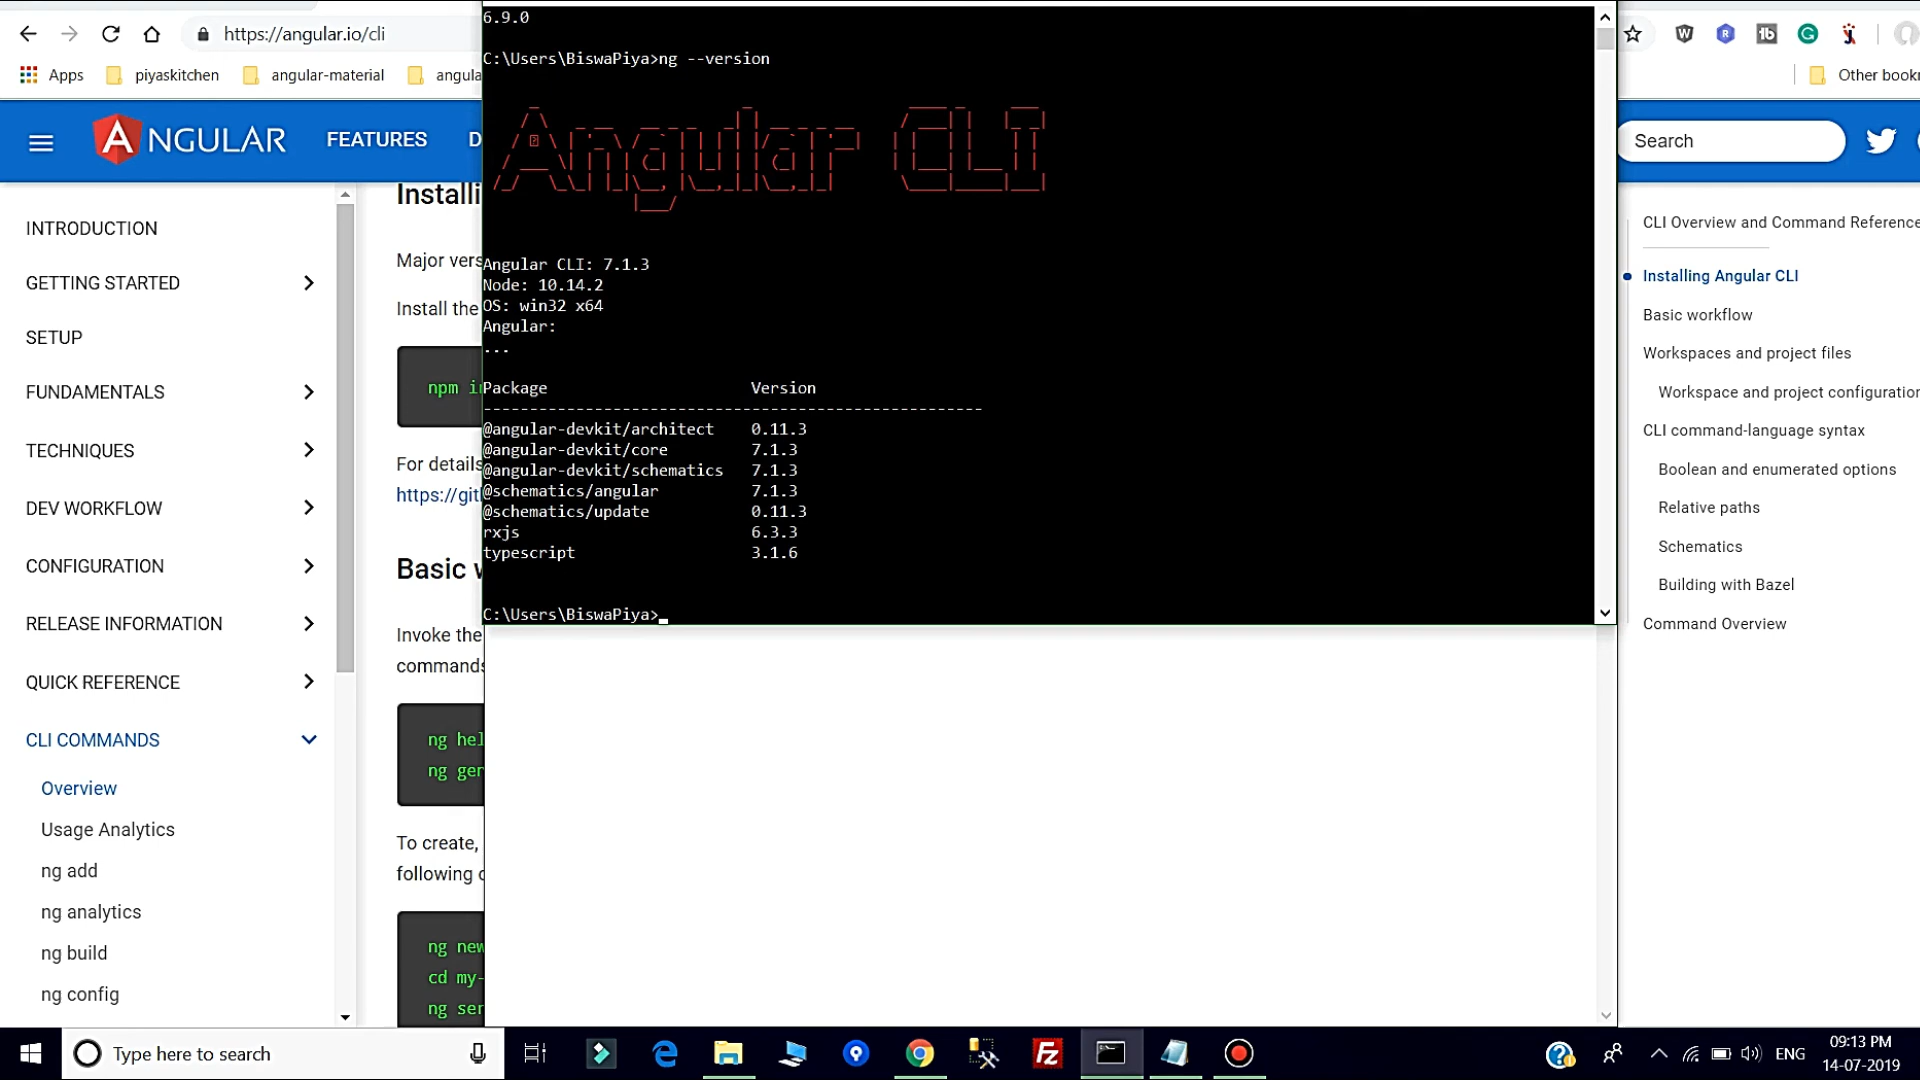 https://angular.io/cli
Apps
piyaskitchen
angular-material
Other book
ANGULAR
FEATURES
Search
INTRODUCTION
GETTING STARTED
SETUP
FUNDAMENTALS
TECHNIQUES
DEV WORKFLOW
CONFIGURATION
RELEASE INFORMATION
QUICK REFERENCE
CLI COMMANDS
Overview
Usage Analytics
ng add
ng analytics
ng build
ng config
Install the
npm
For details
https://git
Basic
Invoke the
commands
ng
ng
To create,
following
ng new
cd my-
ng
6.9.0
C:\Users\BiswaPiya>ng --version
Angular CLI
Angular CLI: 7.1.3
Node: 10.14.2
OS: win32 x64
Angular:
...
Package Version
------------------------------------------------------
@angular-devkit/architect 0.11.3
@angular-devkit/core 7.1.3
@angular-devkit/schematics 7.1.3
@schematics/angular 7.1.3
@schematics/update 0.11.3
rxjs 6.3.3
typescript 3.1.6
C:\Users\BiswaPiya>
CLI Overview and Command Reference
Installing Angular CLI
Basic workflow
Workspaces and project files
Workspace and project configuration
CLI command-language syntax
Boolean and enumerated options
Relative paths
Schematics
Building with Bazel
Command Overview
Type here to search
ENG
09:13 PM
14-07-2019